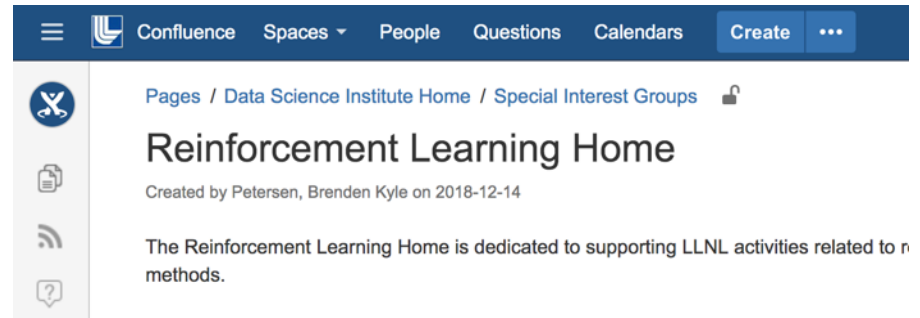 Confluence Spaces People Questions Calendars Create •••
Pages / Data Science Institute Home / Special Interest Groups
Reinforcement Learning Home
Created by Petersen, Brenden Kyle on 2018-12-14
The Reinforcement Learning Home is dedicated to supporting LLNL activities related to
methods.